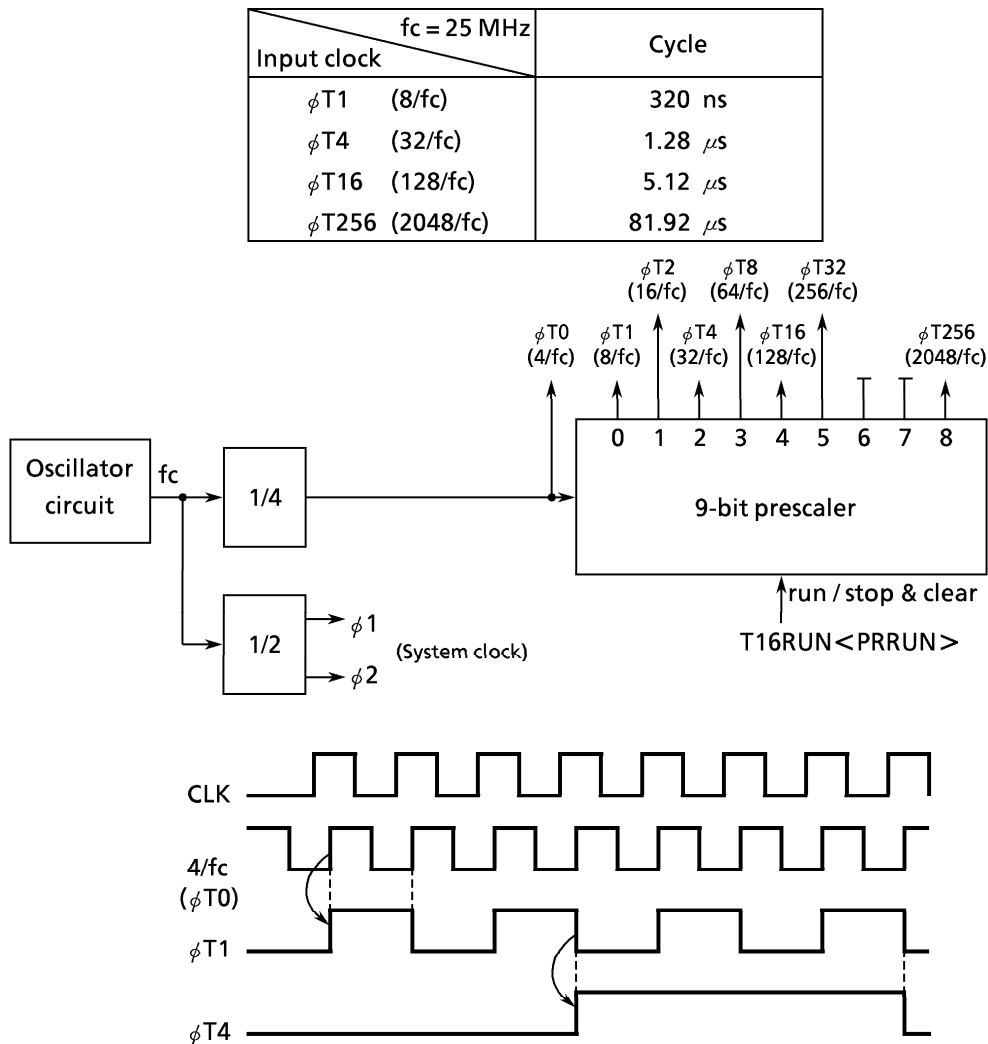 fc = 25 MHz
Input clock
Cycle
ϕT1 (8/fc) 320 ns
ϕT4 (32/fc) 1.28 μs
ϕT16 (128/fc) 5.12 μs
ϕT256 (2048/fc) 81.92 μs
ϕT2 ϕT8 ϕT32
(16/fc) (64/fc) (256/fc)
ϕT0 ϕT1 ϕT4 ϕT16 ϕT256
(4/fc) (8/fc) (32/fc) (128/fc) (2048/fc)
0 1 2 3 4 5 6 7 8
Oscillator
circuit
fc
1/4
9-bit prescaler
run / stop & clear
T16RUN<PRRUN>
1/2
ϕ1
(System clock)
ϕ2
CLK
4/fc
(ϕT0)
ϕT1
ϕT4